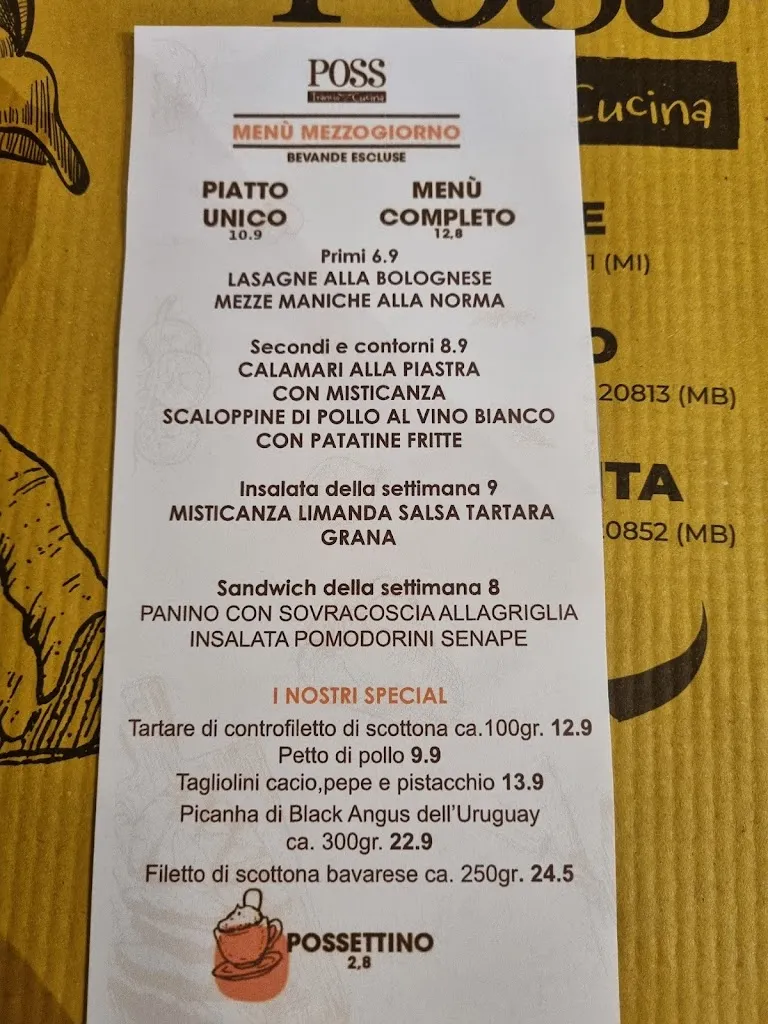 POSS
Cucina
POSS
Cucina
MENÙ MEZZOGIORNO
BEVANDE ESCLUSE
PIATTO
UNICO
10.9
MENÙ
COMPLETO
12,8
Primi 6.9
LASAGNE ALLA BOLOGNESE
MEZZE MANICHE ALLA NORMA
Secondi e contorni 8.9
CALAMARI ALLA PIASTRA
CON MISTICANZA
SCALOPPINE DI POLLO AL VINO BIANCO
CON PATATINE FRITTE
Insalata della settimana 9
MISTICANZA LIMANDA SALSA TARTARA
GRANA
Sandwich della settimana 8
PANINO CON SOVRACOSCIA ALLAGRIGLIA
INSALATA POMODORINI SENAPE
I NOSTRI SPECIAL
Tartare di controfiletto di scottona ca.100gr. 12.9
Petto di pollo 9.9
Tagliolini cacio,pepe e pistacchio 13.9
Picanha di Black Angus dell'Uruguay
ca. 300gr. 22.9
Filetto di scottona bavarese ca. 250gr. 24.5
POSSETTINO
2,8
E
1 (MI)
O
20813 (MB)
TA
0852 (MB)